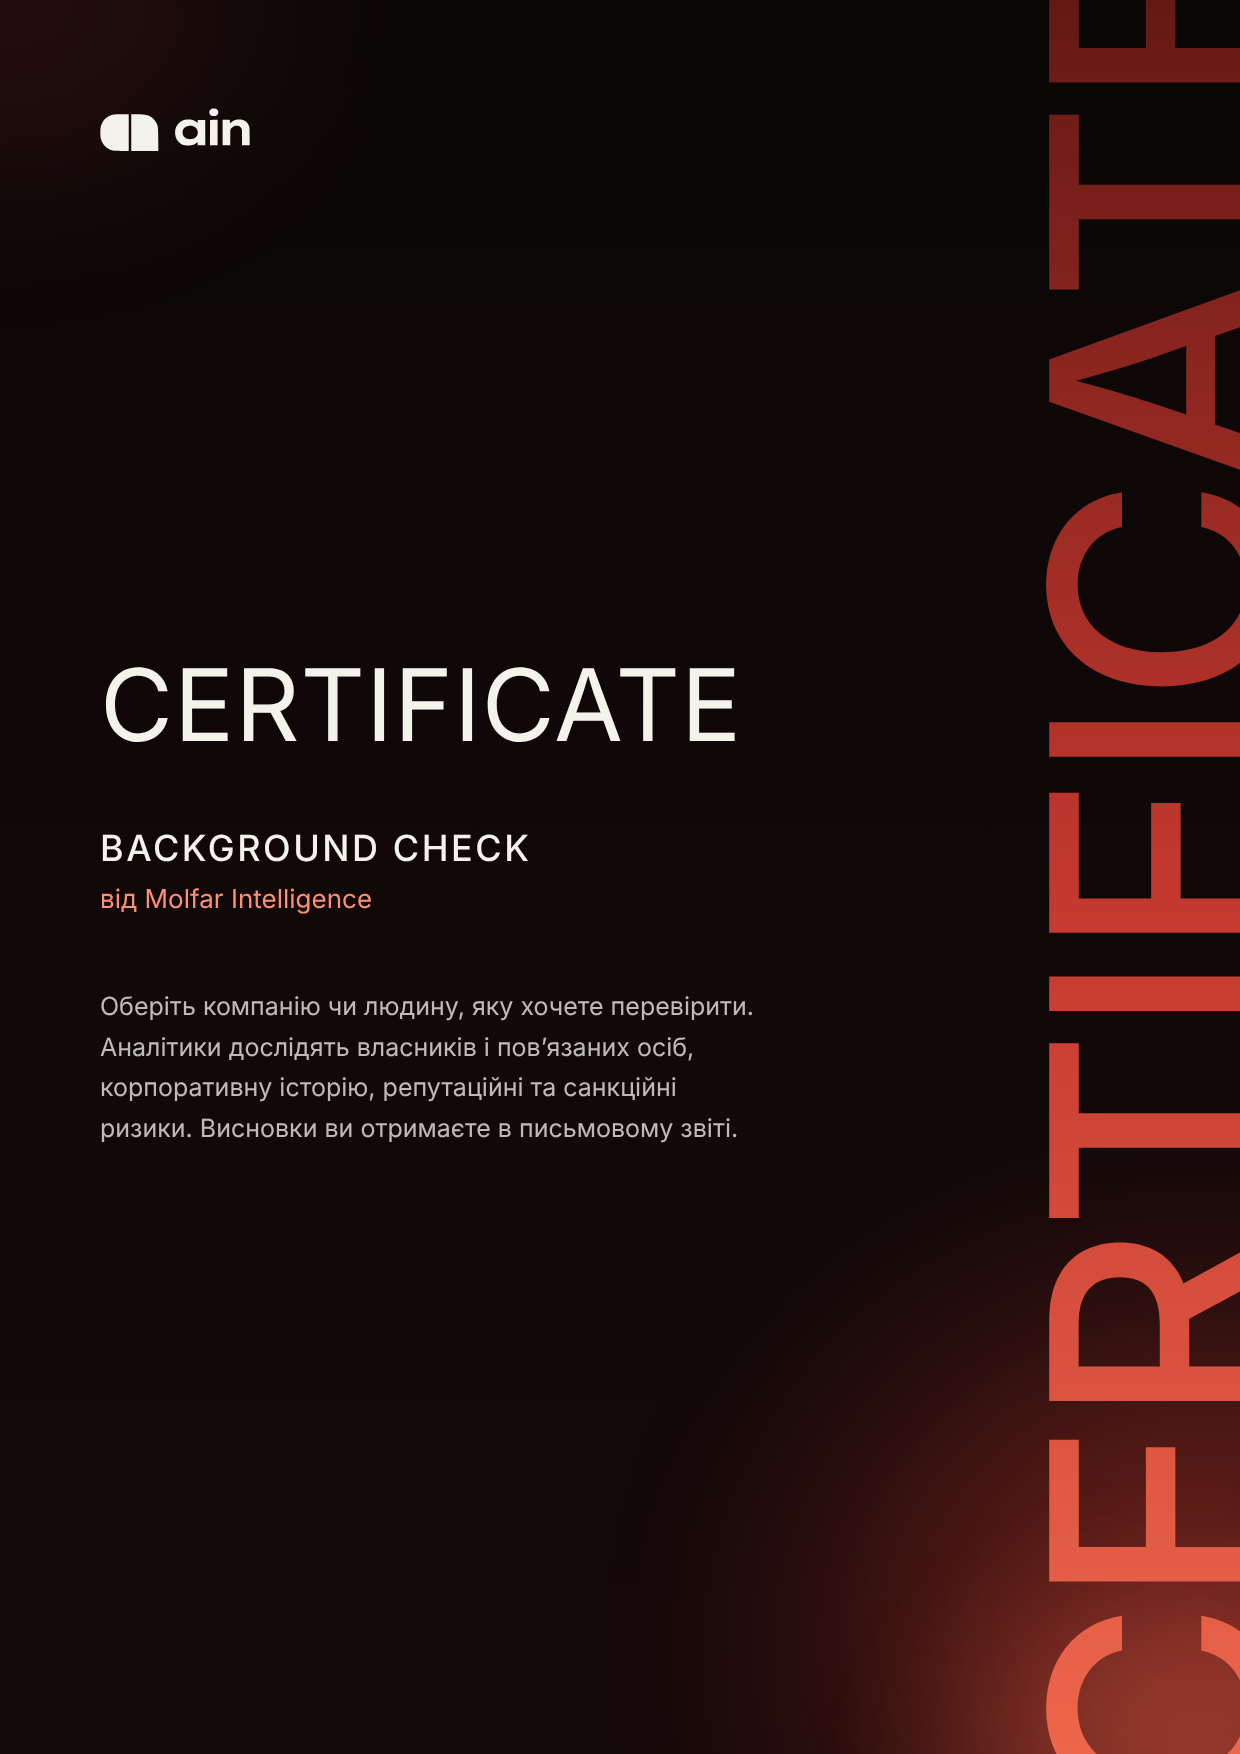 ain
CERTIFICATE
BACKGROUND CHECK
від Molfar Intelligence
Оберіть компанію чи людину, яку хочете перевірити.
Аналітики дослідять власників і пов’язаних осіб,
корпоративну історію, репутаційні та санкційні
ризики. Висновки ви отримаєте в письмовому звіті.
CERTIFICATE